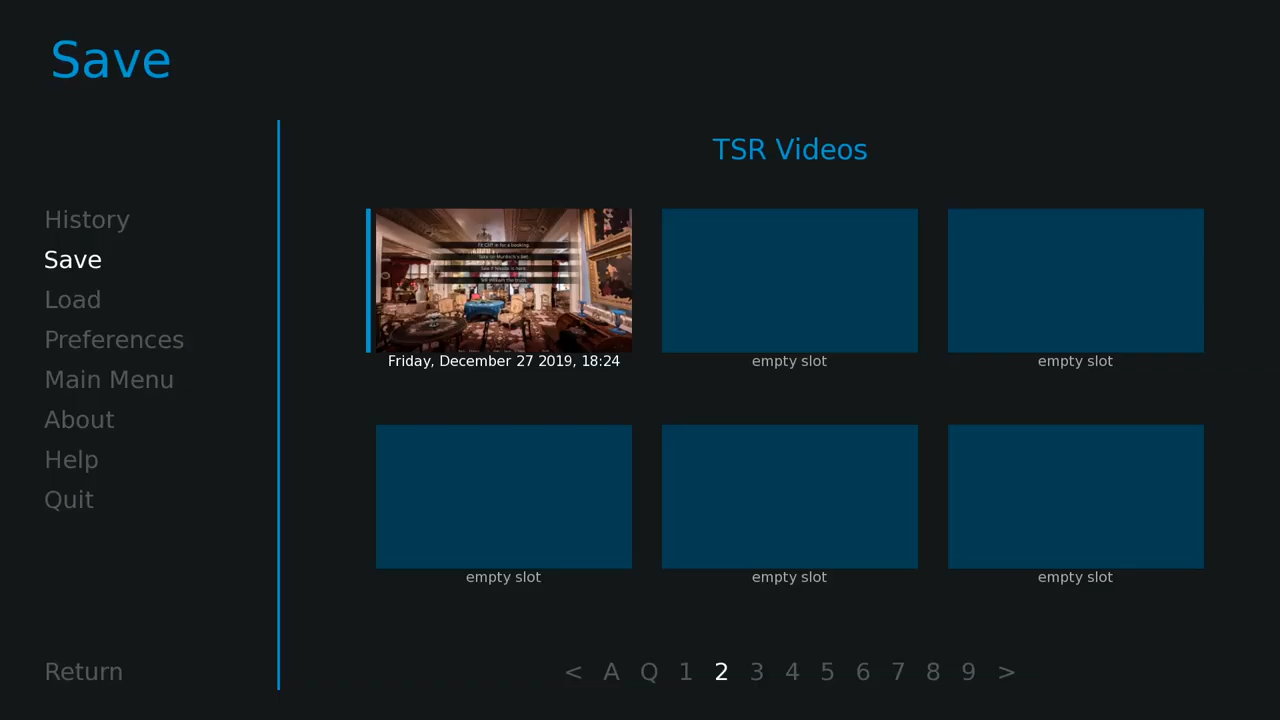 Save
TSR Videos
History
Save
Load
Preferences
Main Menu
About
Help
Quit
Return
Friday, December 27 2019, 18:24
empty slot
empty slot
empty slot
empty slot
empty slot
< A Q 1 2 3 4 5 6 7 8 9 >